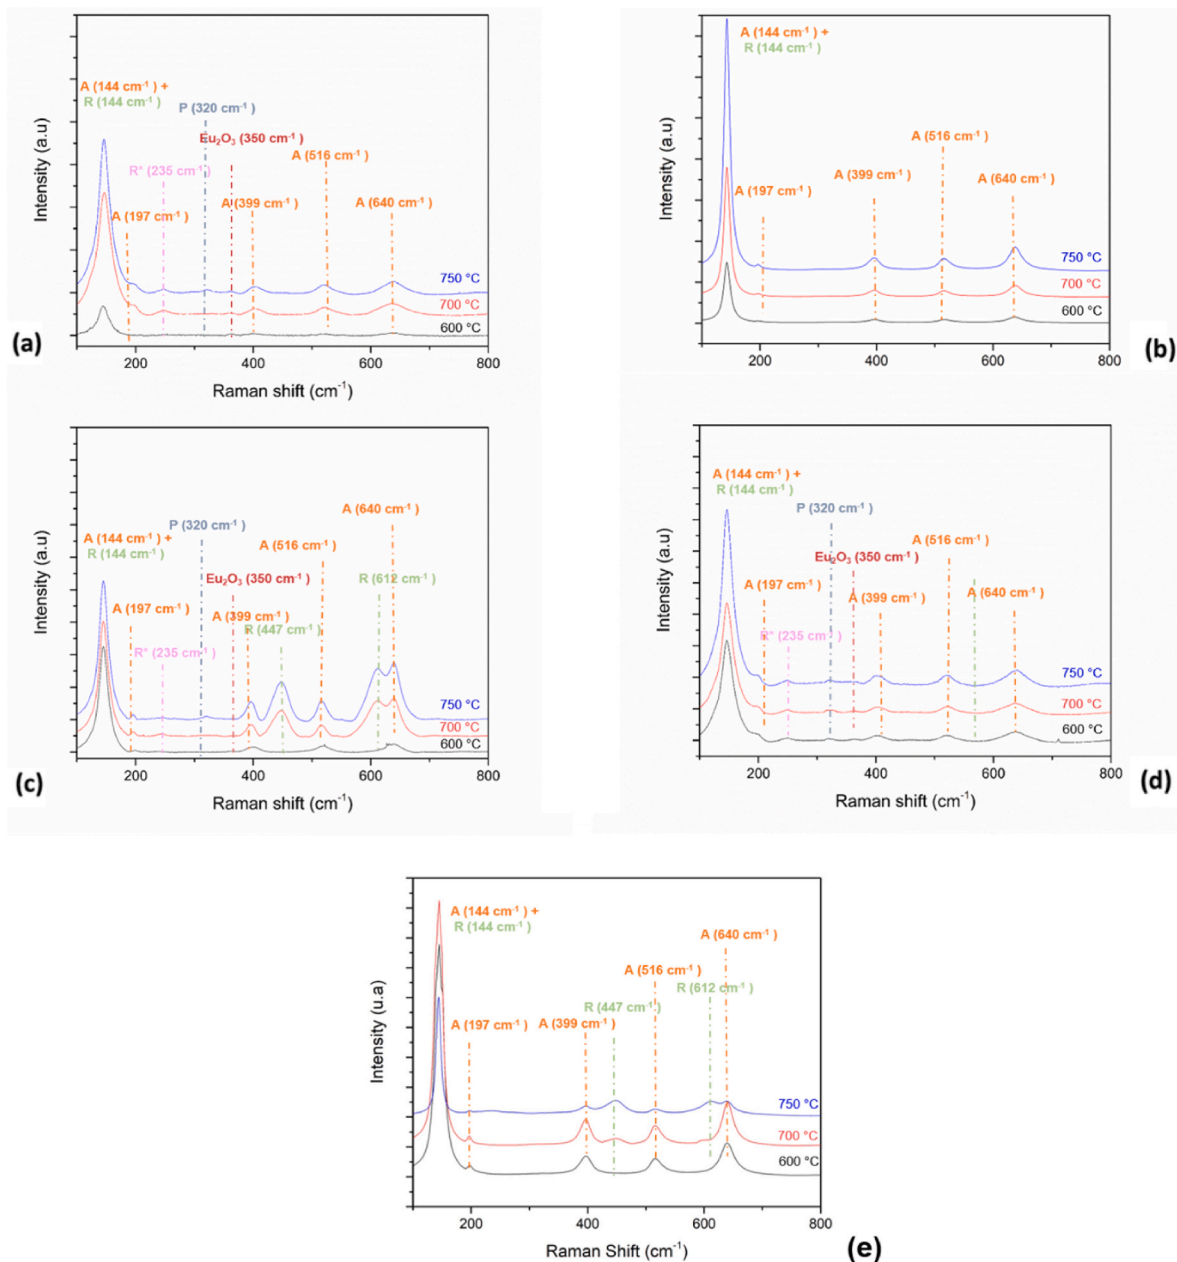 A (144 cm⁻¹ ) +
R (144 cm⁻¹ )
P (320 cm⁻¹ )
Eu₂O₃ (350 cm⁻¹ )
A (516 cm⁻¹ )
R* (235 cm⁻¹ )
A (197 cm⁻¹ )
A (399 cm⁻¹ )
A (640 cm⁻¹ )
750 °C
700 °C
600 °C
Intensity (a.u)
200 400 600 800
Raman shift (cm⁻¹)
(a)
A (144 cm⁻¹ ) +
R (144 cm⁻¹ )
A (516 cm⁻¹ )
A (197 cm⁻¹ )
A (399 cm⁻¹ )
A (640 cm⁻¹ )
750 °C
700 °C
600 °C
Intensity (a.u)
200 400 600 800
Raman shift (cm⁻¹)
(b)
A (640 cm⁻¹ )
P (320 cm⁻¹ )
A (144 cm⁻¹ ) +
R (144 cm⁻¹ )
A (516 cm⁻¹ )
Eu₂O₃ (350 cm⁻¹ )
R (612 cm⁻¹ )
A (197 cm⁻¹ )
A (399 cm⁻¹ )
R (447 cm⁻¹ )
R* (235 cm⁻¹ )
750 °C
700 °C
600 °C
Intensity (a.u)
200 400 600 800
Raman shift (cm⁻¹)
(c)
A (144 cm⁻¹ ) +
R (144 cm⁻¹ )
P (320 cm⁻¹ )
A (516 cm⁻¹ )
Eu₂O₃ (350 cm⁻¹ )
A (197 cm⁻¹ )
A (399 cm⁻¹ )
A (640 cm⁻¹ )
R* (235 cm⁻¹ )
750 °C
700 °C
600 °C
Intensity (a.u)
200 400 600 800
Raman shift (cm⁻¹)
(d)
A (144 cm⁻¹ ) +
R (144 cm⁻¹ )
A (640 cm⁻¹ )
A (516 cm⁻¹ )
R (612 cm⁻¹ )
R (447 cm⁻¹ )
A (197 cm⁻¹ )
A (399 cm⁻¹ )
750 °C
700 °C
600 °C
Intensity (u.a)
200 400 600 800
Raman Shift (cm⁻¹)
(e)